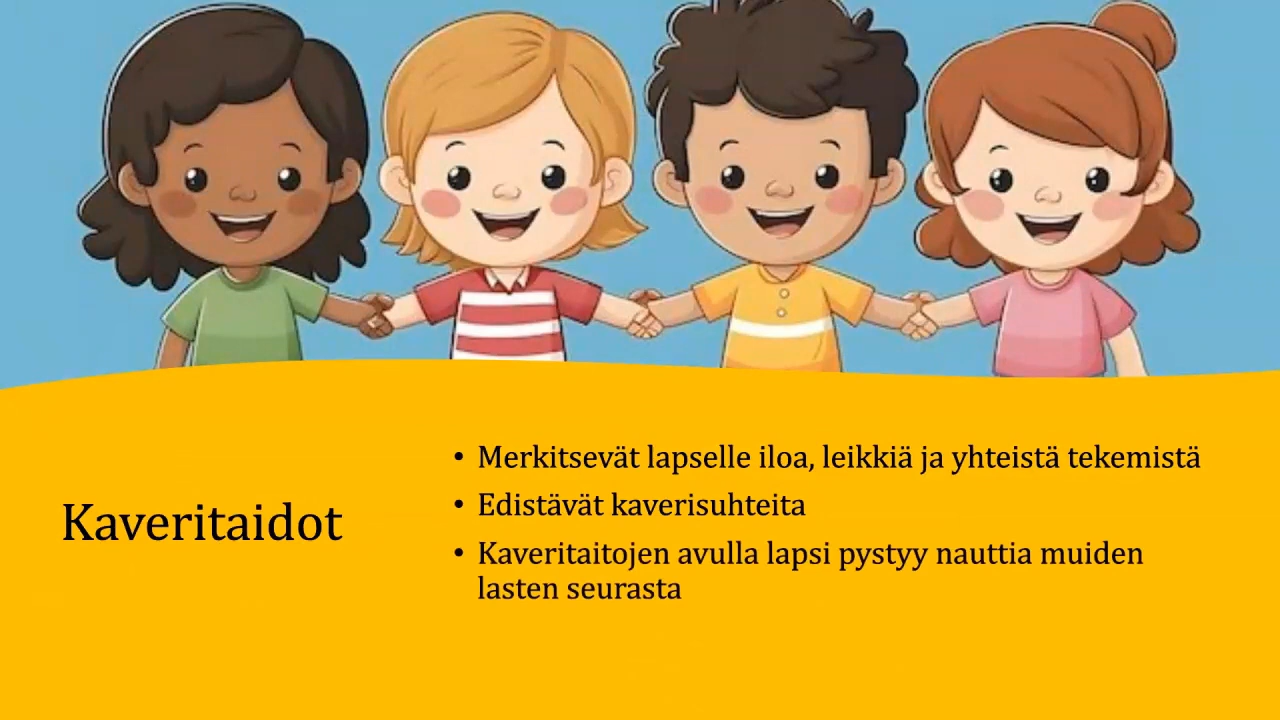 Kaveritaidot
• Merkitsevät lapselle iloa, leikkiä ja yhteistä tekemistä
• Edistävät kaverisuhteita
• Kaveritaitojen avulla lapsi pystyy nauttia muiden
lasten seurasta